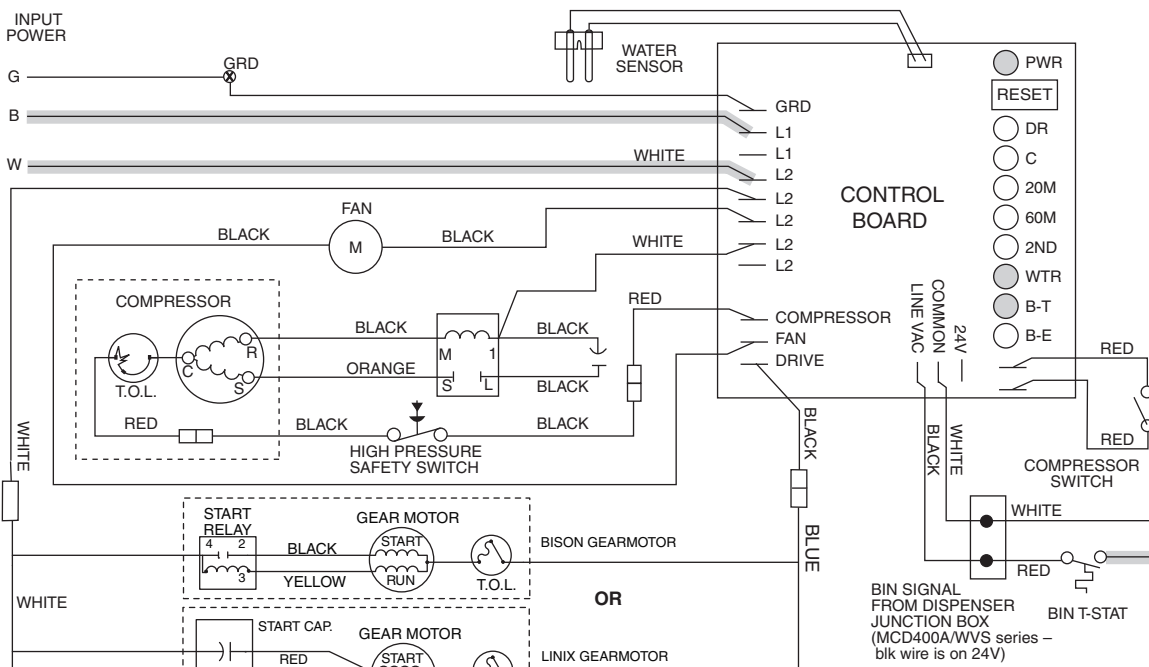 INPUT
POWER
G
GRD
B
W
WHITE
WATER
SENSOR
GRD
L1
L1
L2
L2
L2
L2
L2
CONTROL
BOARD
PWR
RESET
DR
C
20M
60M
2ND
WTR
B-T
B-E
FAN
BLACK
M
BLACK
WHITE
COMPRESSOR
BLACK
R
C
S
T.O.L.
ORANGE
M
1
S
L
BLACK
BLACK
RED
COMPRESSOR
FAN
DRIVE
LINE VAC
COMMON
24V
RED
RED
COMPRESSOR
SWITCH
RED
BLACK
BLACK
HIGH PRESSURE
SAFETY SWITCH
WHITE
BLACK
BLACK
WHITE
START
RELAY
4
2
3
BLACK
YELLOW
GEAR MOTOR
START
RUN
T.O.L.
BISON GEARMOTOR
BLUE
WHITE
RED
BIN T-STAT
BIN SIGNAL
FROM DISPENSER
JUNCTION BOX
(MCD400A/WVS series –
blk wire is on 24V)
WHITE
OR
START CAP.
RED
GEAR MOTOR
START
LINIX GEARMOTOR